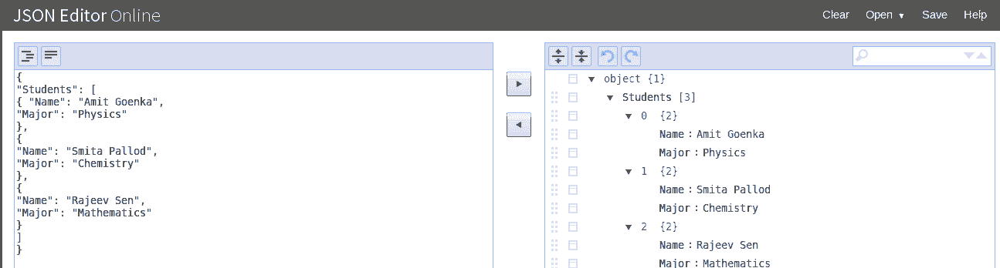 JSON Editor Online
Clear Open ▼ Save Help
{
"Students": [
{ "Name": "Amit Goenka",
"Major": "Physics"
},
{
"Name": "Smita Pallod",
"Major": "Chemistry"
},
{
"Name": "Rajeev Sen",
"Major": "Mathematics"
}
]
}
object {1}
Students [3]
0 {2}
Name : Amit Goenka
Major : Physics
1 {2}
Name : Smita Pallod
Major : Chemistry
2 {2}
Name : Rajeev Sen
Major : Mathematics